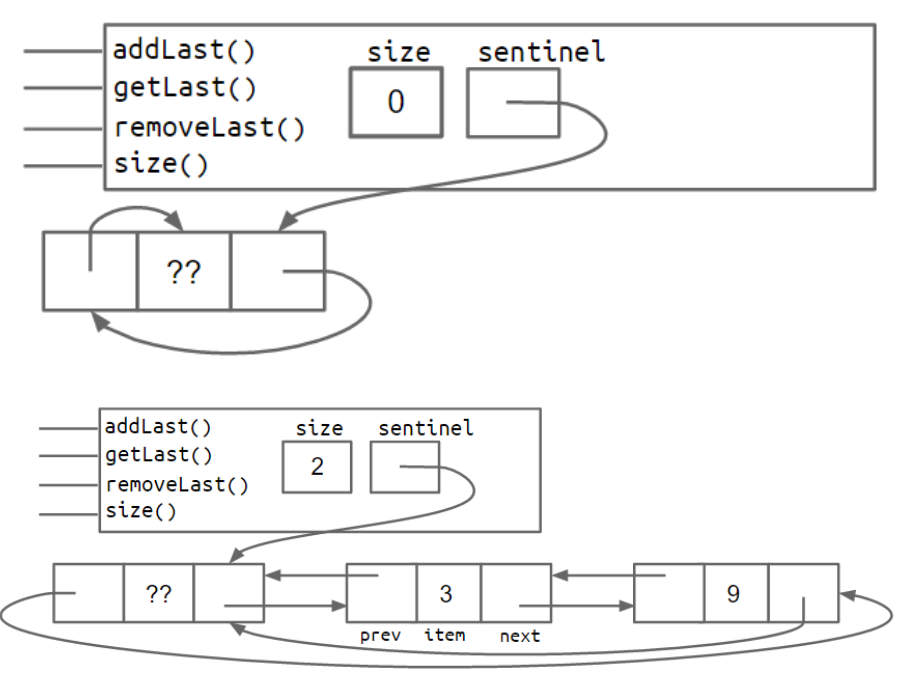 addLast() size sentinel
getLast() 0
removeLast()
size()
??
addLast() size sentinel
getLast() 2
removeLast()
size()
?? 3 9
prev item next